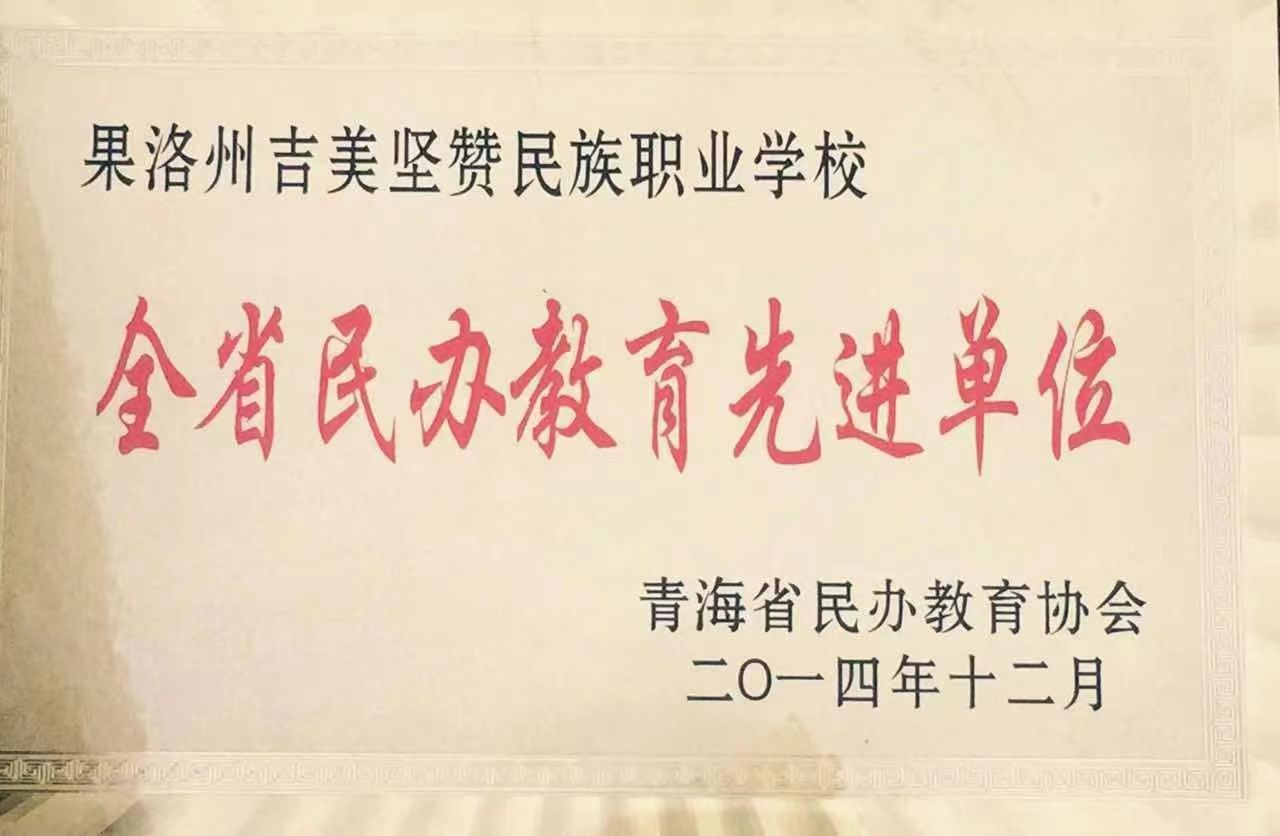 果洛州吉美坚赞民族职业学校
全省民办教育先进单位
青海省民办教育协会
二〇一四年十二月